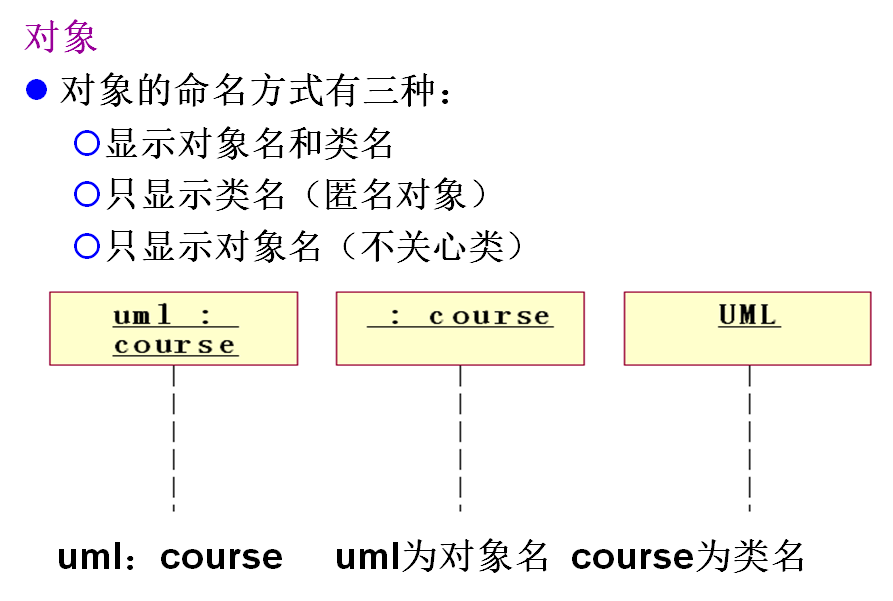 对象
对象的命名方式有三种：
显示对象名和类名
只显示类名（匿名对象）
只显示对象名（不关心类）
uml :
course
: course
UML
uml：course uml为对象名 course为类名